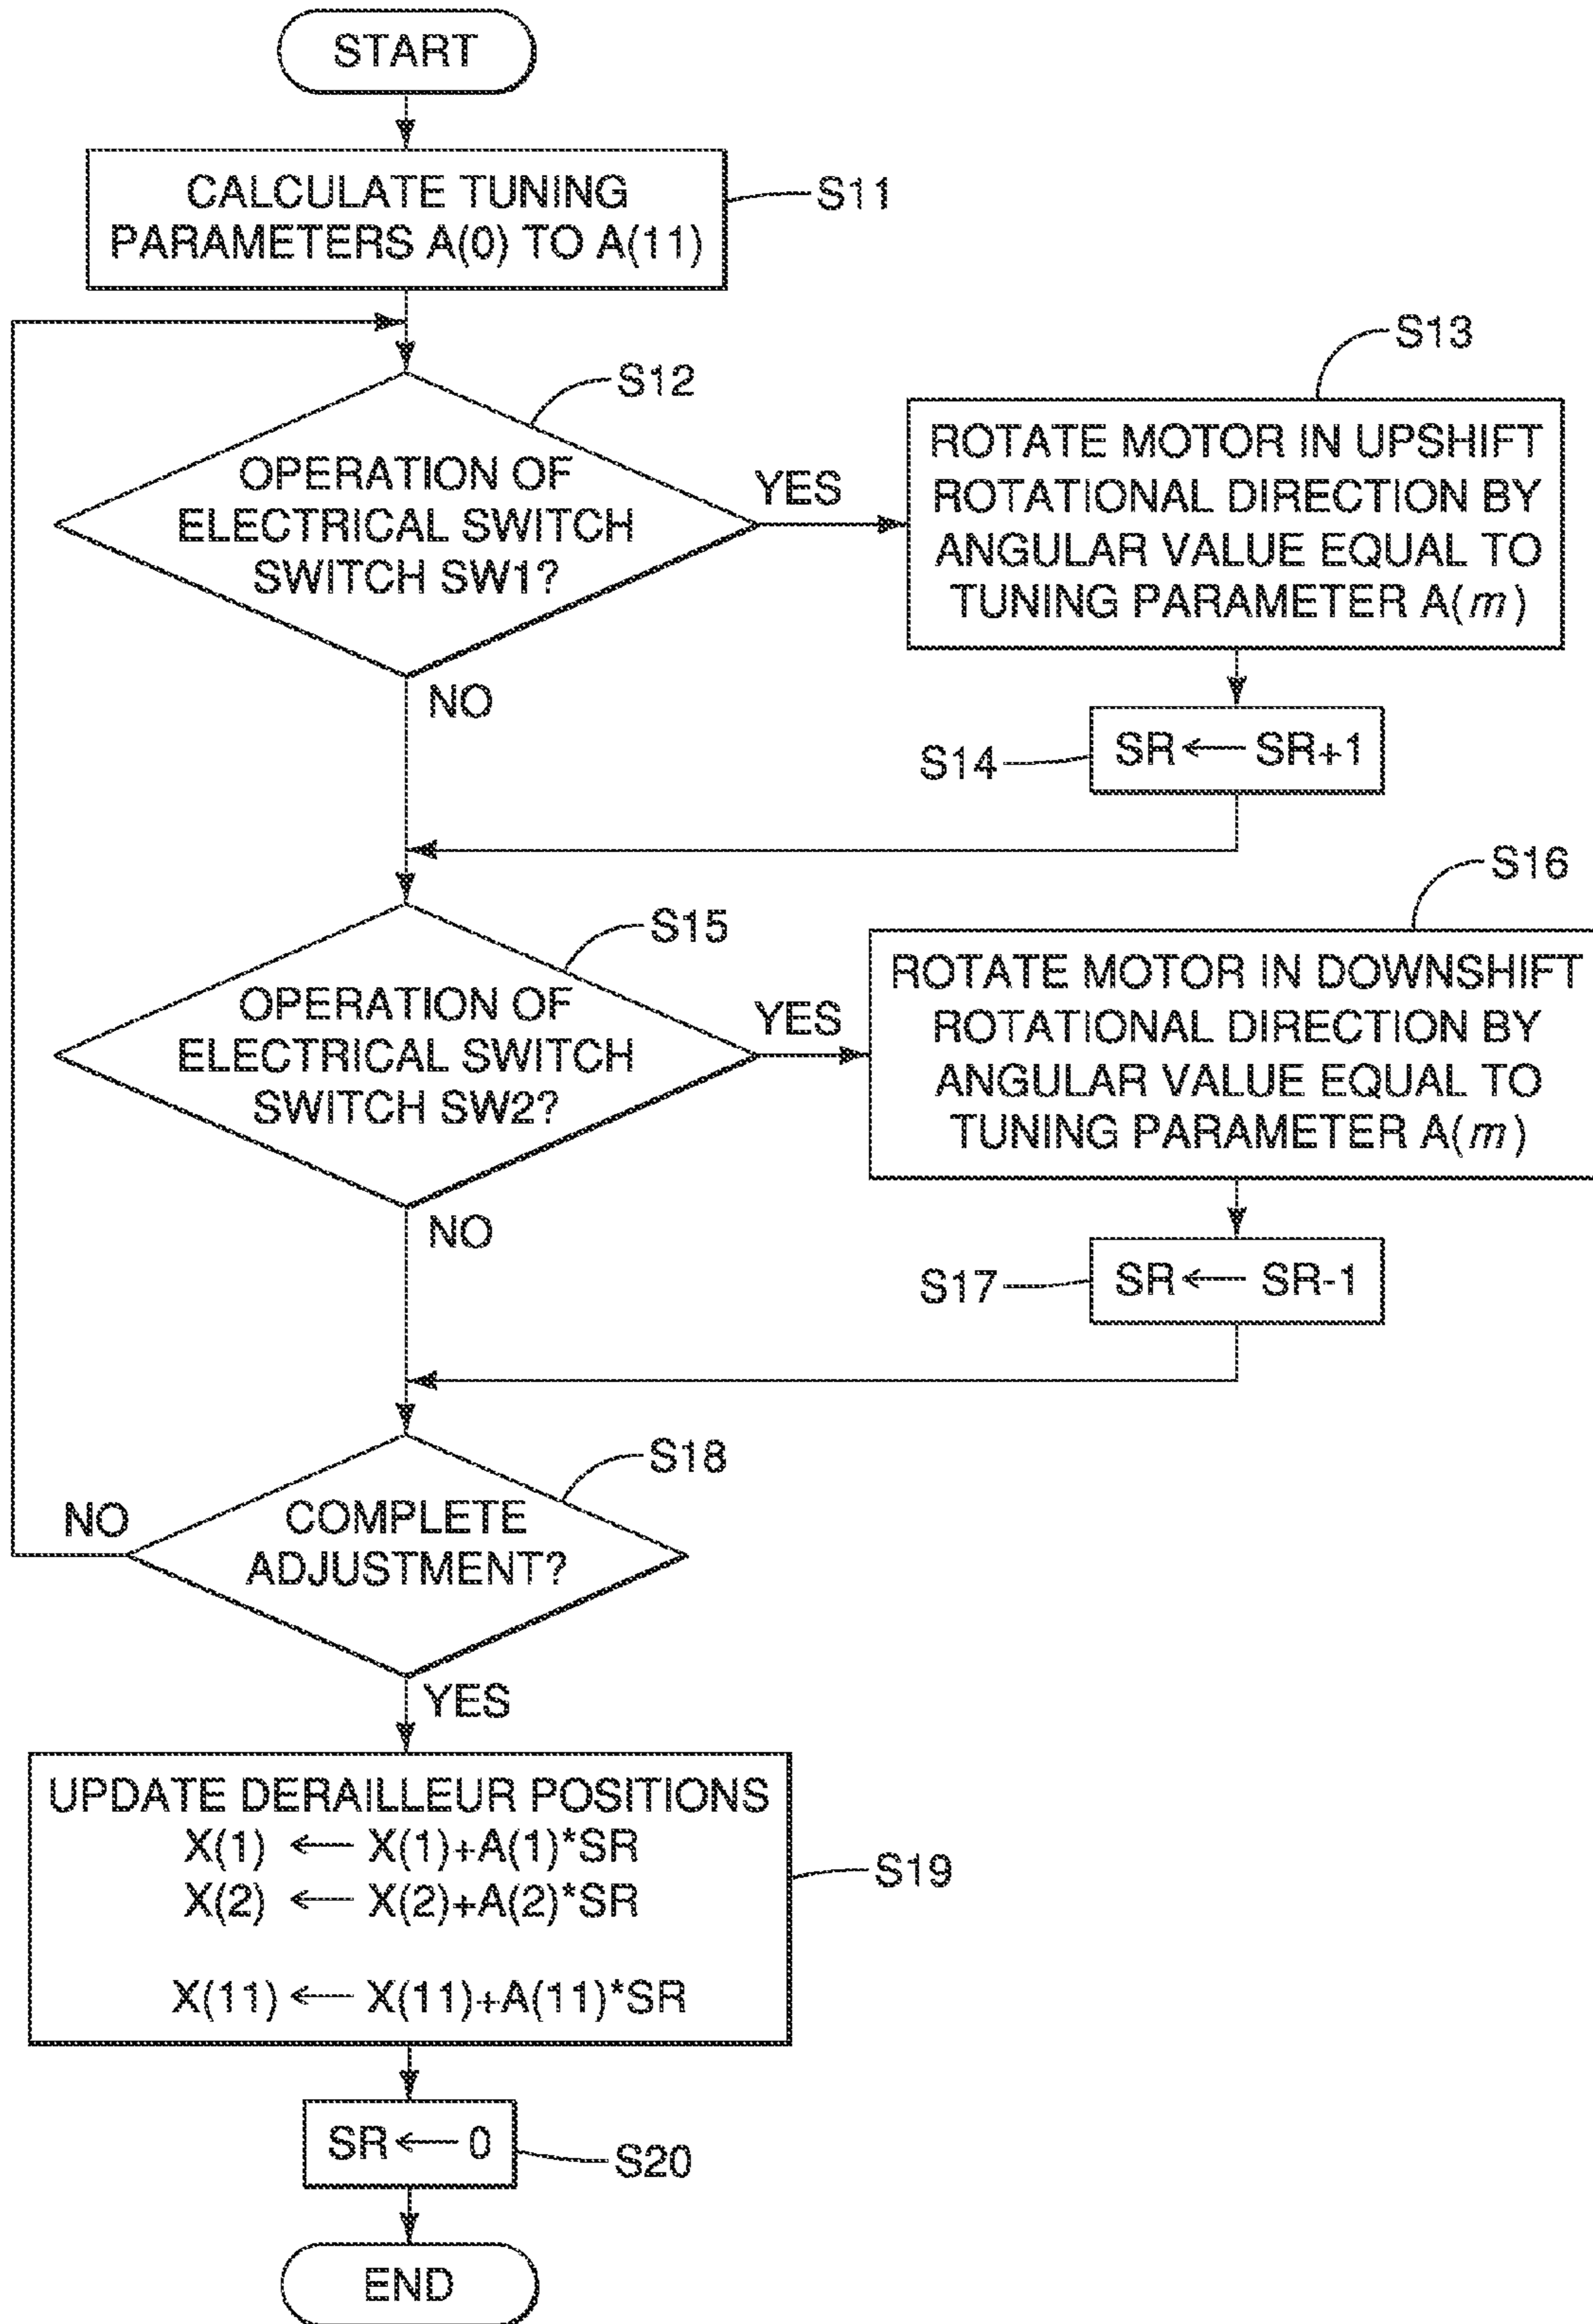 START
CALCULATE TUNING
PARAMETERS A(0) TO A(11)
S11
S12
OPERATION OF
ELECTRICAL SWITCH
SWITCH SW1?
YES
NO
S13
ROTATE MOTOR IN UPSHIFT
ROTATIONAL DIRECTION BY
ANGULAR VALUE EQUAL TO
TUNING PARAMETER A(m)
S14
SR ← SR+1
S15
OPERATION OF
ELECTRICAL SWITCH
SWITCH SW2?
YES
NO
S16
ROTATE MOTOR IN DOWNSHIFT
ROTATIONAL DIRECTION BY
ANGULAR VALUE EQUAL TO
TUNING PARAMETER A(m)
S17
SR ← SR-1
S18
COMPLETE
ADJUSTMENT?
NO
YES
UPDATE DERAILLEUR POSITIONS
X(1) ← X(1)+A(1)*SR
X(2) ← X(2)+A(2)*SR
X(11) ← X(11)+A(11)*SR
S19
SR ← 0
S20
END